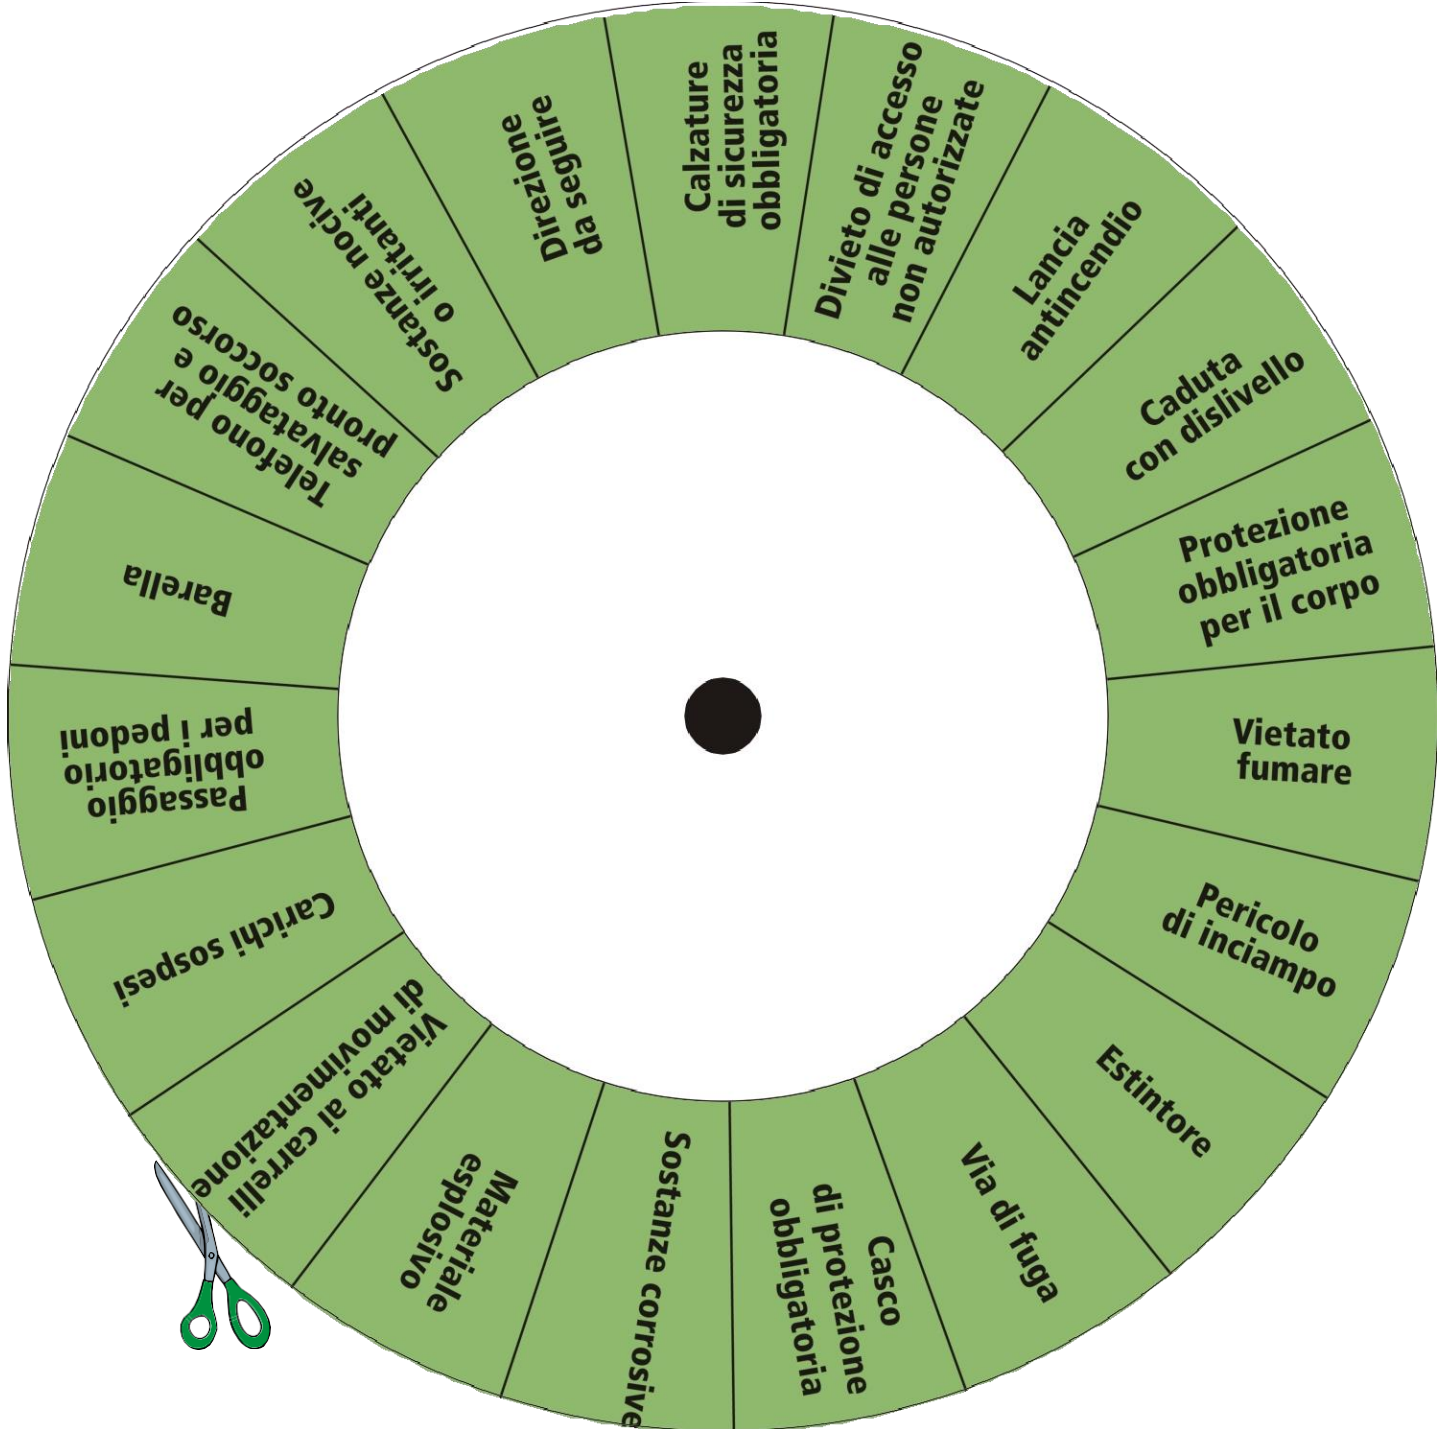 Calzature
di sicurezza
obbligatoria
Divieto di accesso
alle persone
non autorizzate
Lancia
antincendio
Caduta
con dislivello
Protezione
obbligatoria
per il corpo
Vietato
fumare
Pericolo
di inciampo
Estintore
Via di fuga
Casco
di protezione
obbligatoria
Sostanze corrosive
Materiale
esplosivo
Vietato ai carrelli
di movimentazione
Carichi sospesi
Passaggio
obbligatorio
per i pedoni
Barella
Telefono per
salvataggio e
pronto soccorso
Sostanze nocive
o irritanti
Direzione
da seguire